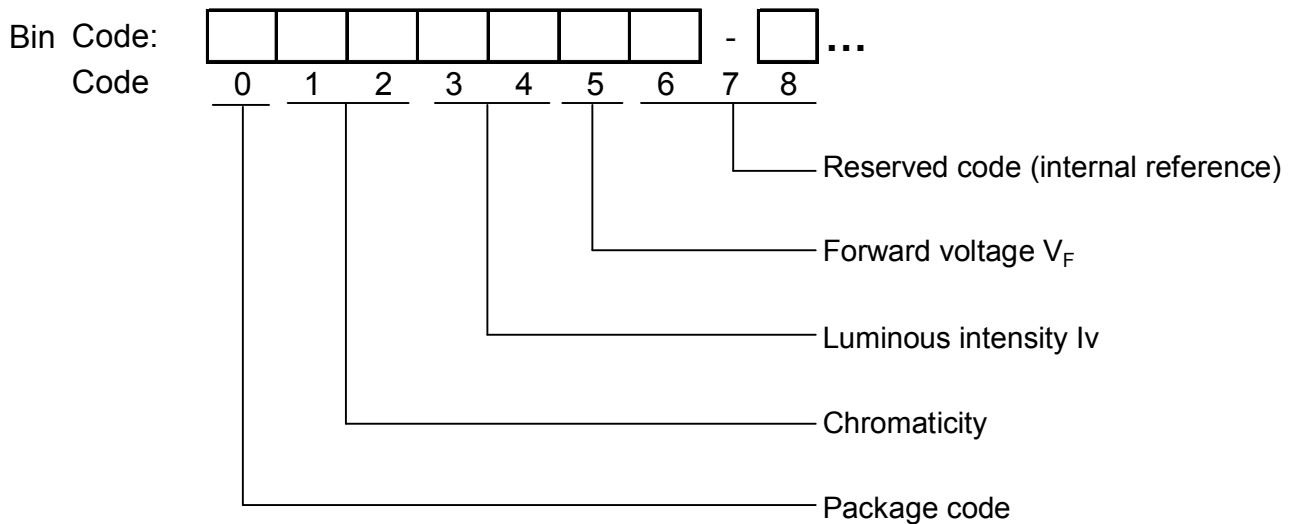 Bin Code: - ...
Code 0 1 2 3 4 5 6 7 8
Reserved code (internal reference)
Forward voltage VF
Luminous intensity Iv
Chromaticity
Package code